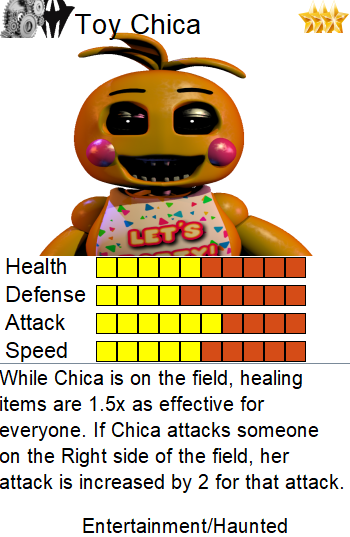 Toy Chica
LET'S
PARTY!
Health
Defense
Attack
Speed
While Chica is on the field, healing
items are 1.5x as effective for
everyone. If Chica attacks someone
on the Right side of the field, her
attack is increased by 2 for that attack.
Entertainment/Haunted